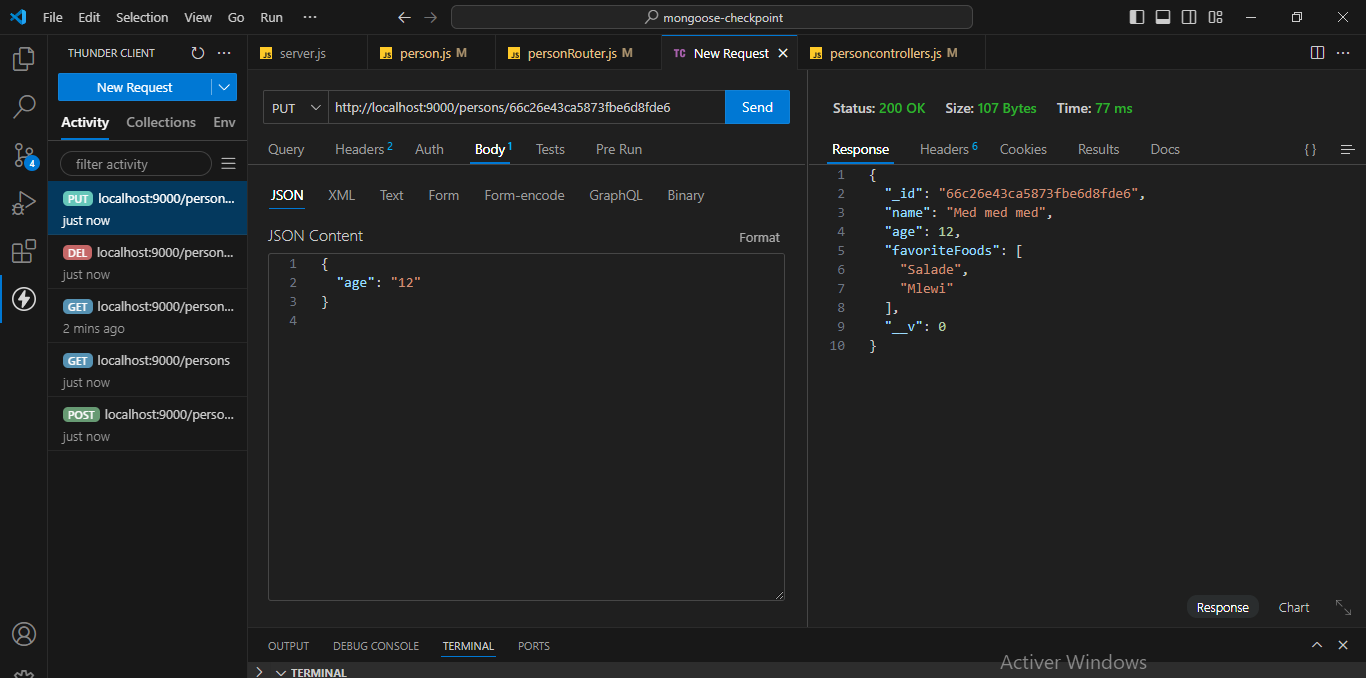 File Edit Selection View Go Run ··· mongoose-checkpoint
THUNDER CLIENT ···
New Request
Activity Collections Env
filter activity
PUT localhost:9000/person...
just now
DEL localhost:9000/person...
just now
GET localhost:9000/person...
2 mins ago
GET localhost:9000/persons
just now
POST localhost:9000/perso...
just now
4
JS server.js JS person.js M JS personRouter.js M TC New Request JS personcontrollers.js M ···
PUT http://localhost:9000/persons/66c26e43ca5873fbe6d8fde6 Send
Query Headers 2 Auth Body 1 Tests Pre Run
JSON XML Text Form Form-encode GraphQL Binary
JSON Content Format
1 {
2 "age": "12"
3 }
4
Status: 200 OK Size: 107 Bytes Time: 77 ms
Response Headers 6 Cookies Results Docs { }
1 {
2 "_id": "66c26e43ca5873fbe6d8fde6",
3 "name": "Med med med",
4 "age": 12,
5 "favoriteFoods": [
6 "Salade",
7 "Mlewi"
8 ],
9 "__v": 0
10 }
Response Chart
OUTPUT DEBUG CONSOLE TERMINAL PORTS
TERMINAL
Activer Windows